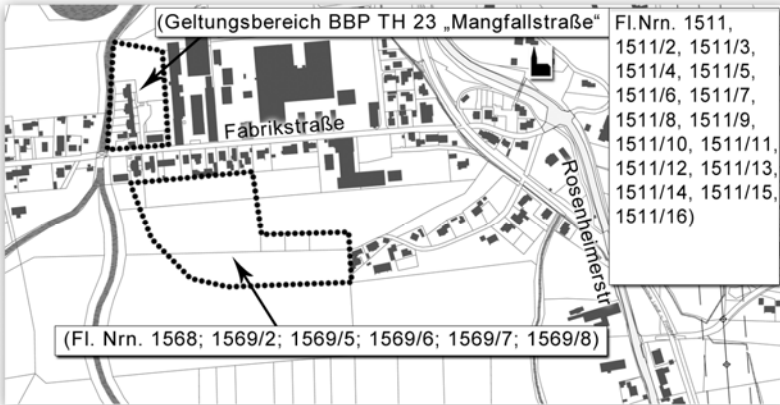 (Geltungsbereich BBP TH 23 „Mangfallstraße“
Fl.Nrn. 1511,
1511/2, 1511/3,
1511/4, 1511/5,
1511/6, 1511/7,
1511/8, 1511/9,
1511/10, 1511/11,
1511/12, 1511/13,
1511/14, 1511/15,
1511/16)
Fabrikstraße
Rosenheimerstr
(Fl. Nrn. 1568; 1569/2; 1569/5; 1569/6; 1569/7; 1569/8)